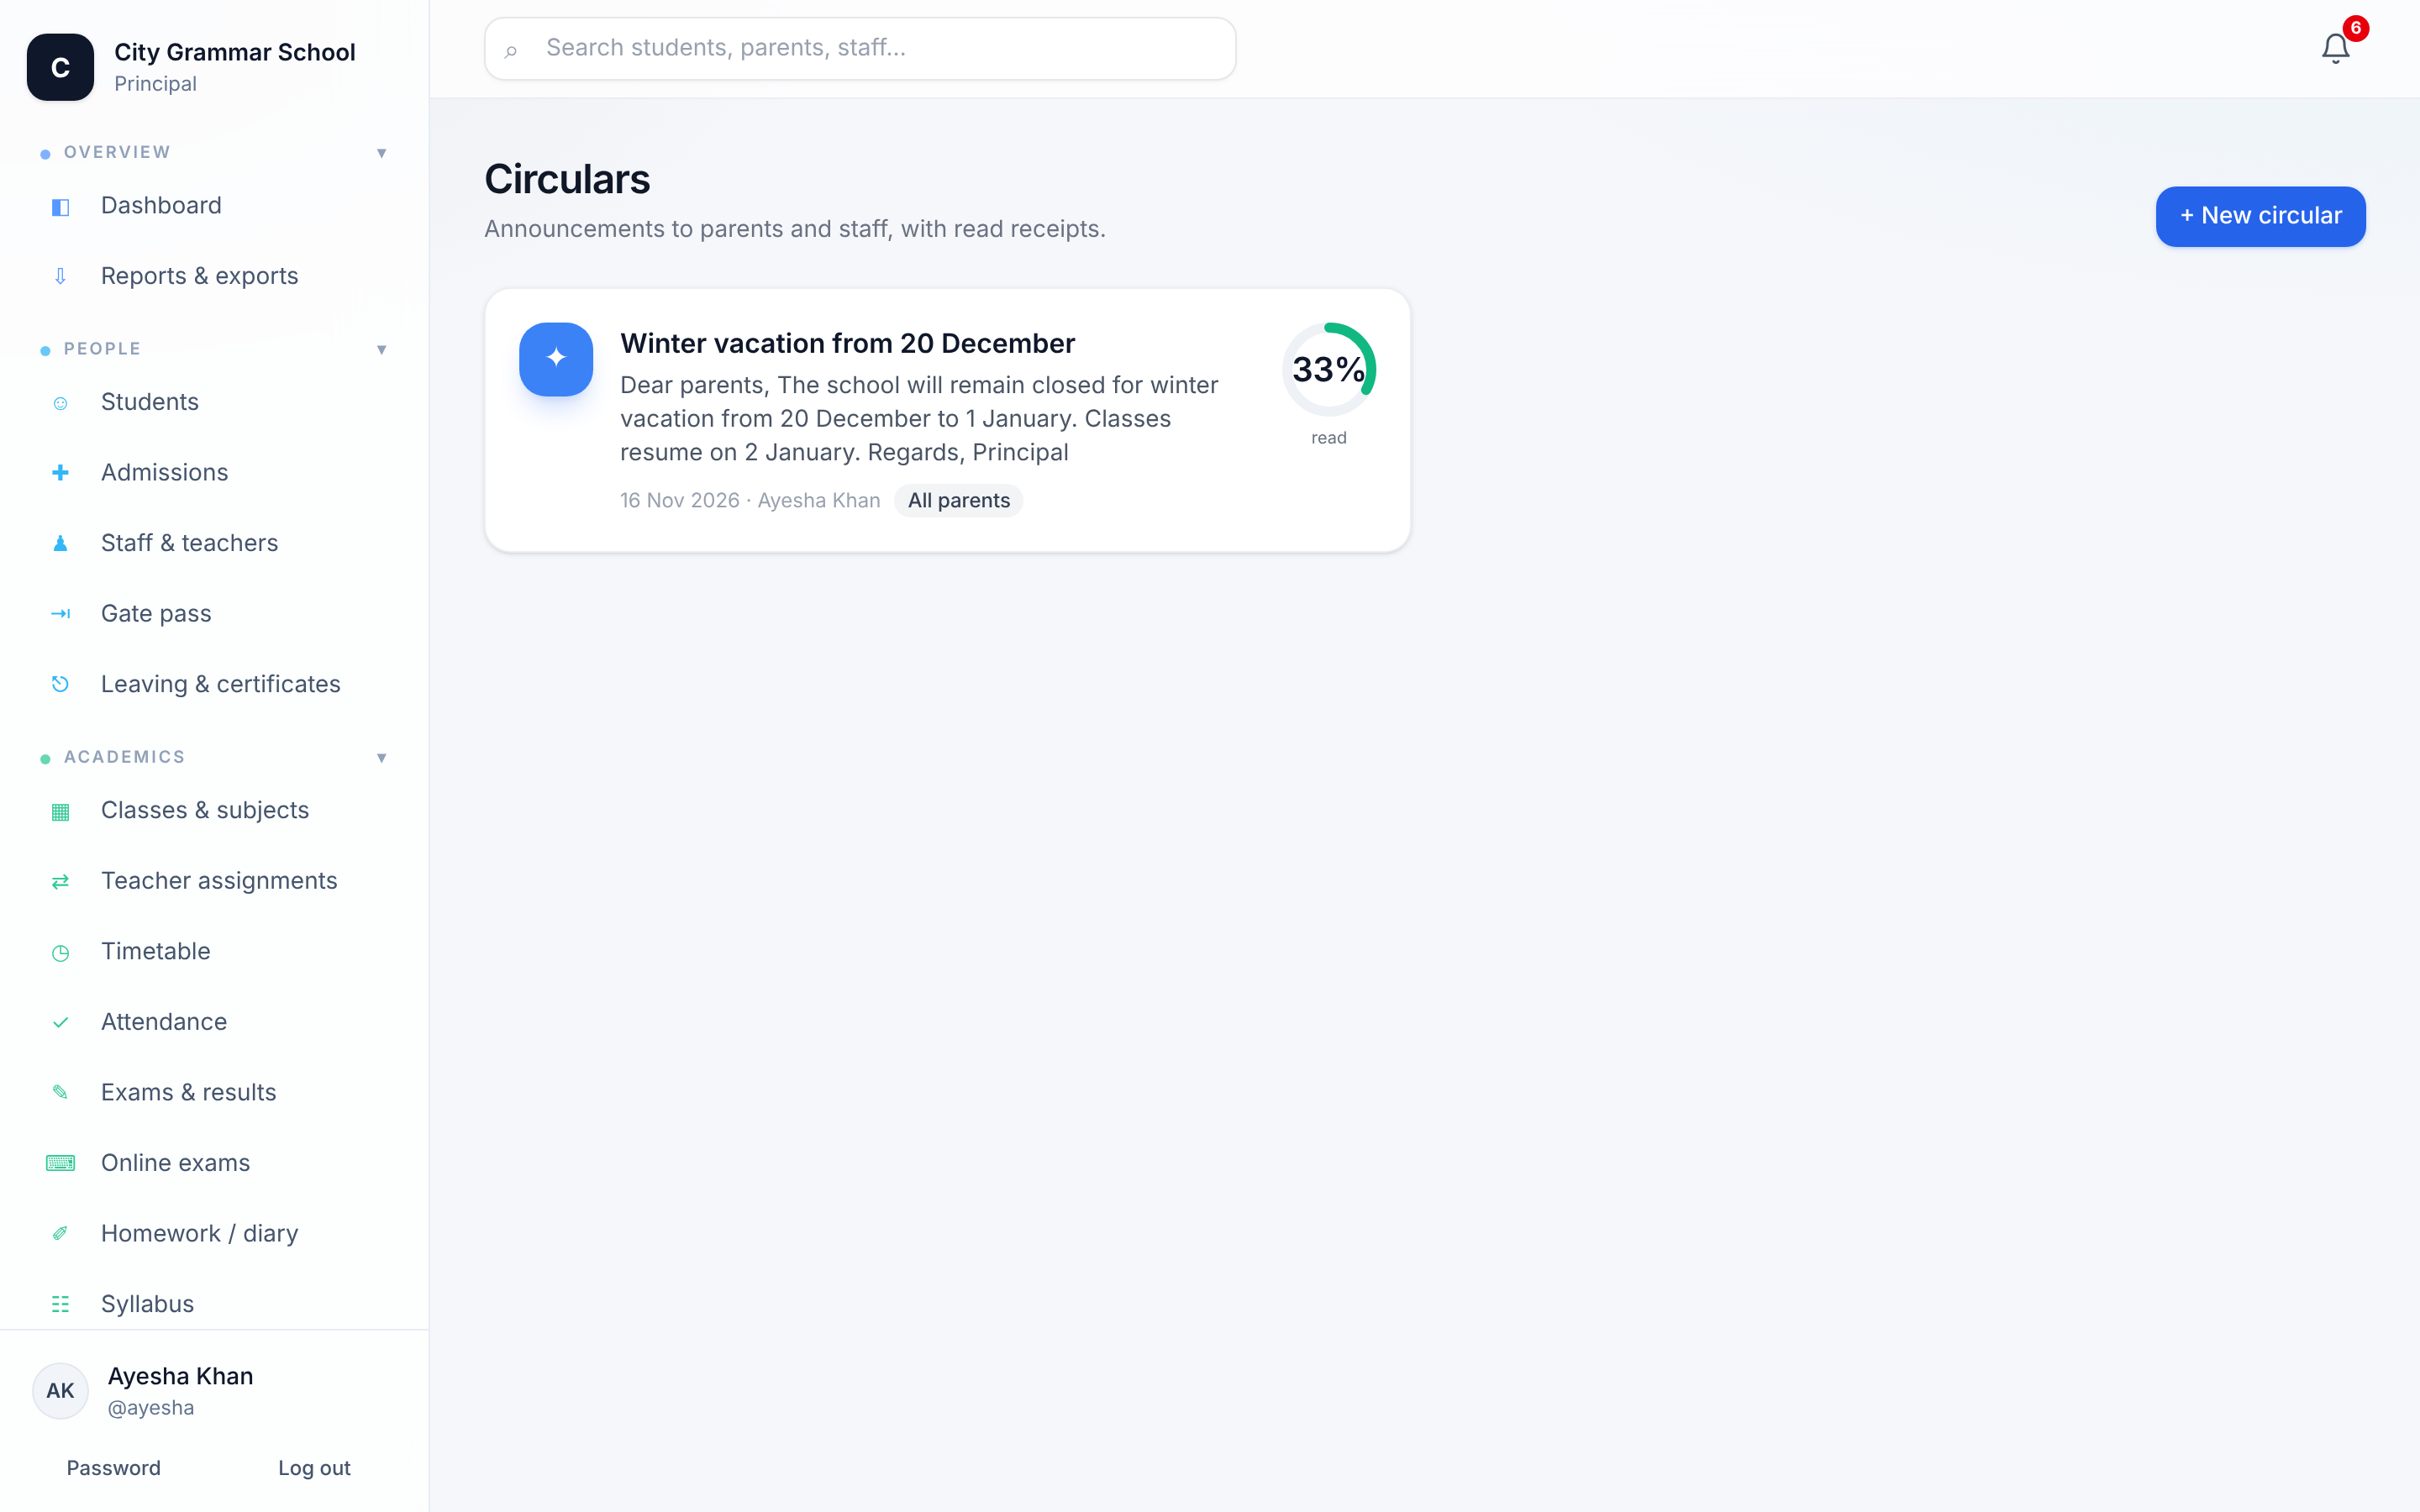 C
City Grammar School
Principal
OVERVIEW
Dashboard
Reports & exports
PEOPLE
Students
Admissions
Staff & teachers
Gate pass
Leaving & certificates
ACADEMICS
Classes & subjects
Teacher assignments
Timetable
Attendance
Exams & results
Online exams
Homework / diary
Syllabus
AK
Ayesha Khan
@ayesha
Password
Log out
Search students, parents, staff...
6
Circulars
Announcements to parents and staff, with read receipts.
+ New circular
Winter vacation from 20 December
Dear parents, The school will remain closed for winter
vacation from 20 December to 1 January. Classes
resume on 2 January. Regards, Principal
16 Nov 2026 · Ayesha Khan
All parents
33%
read